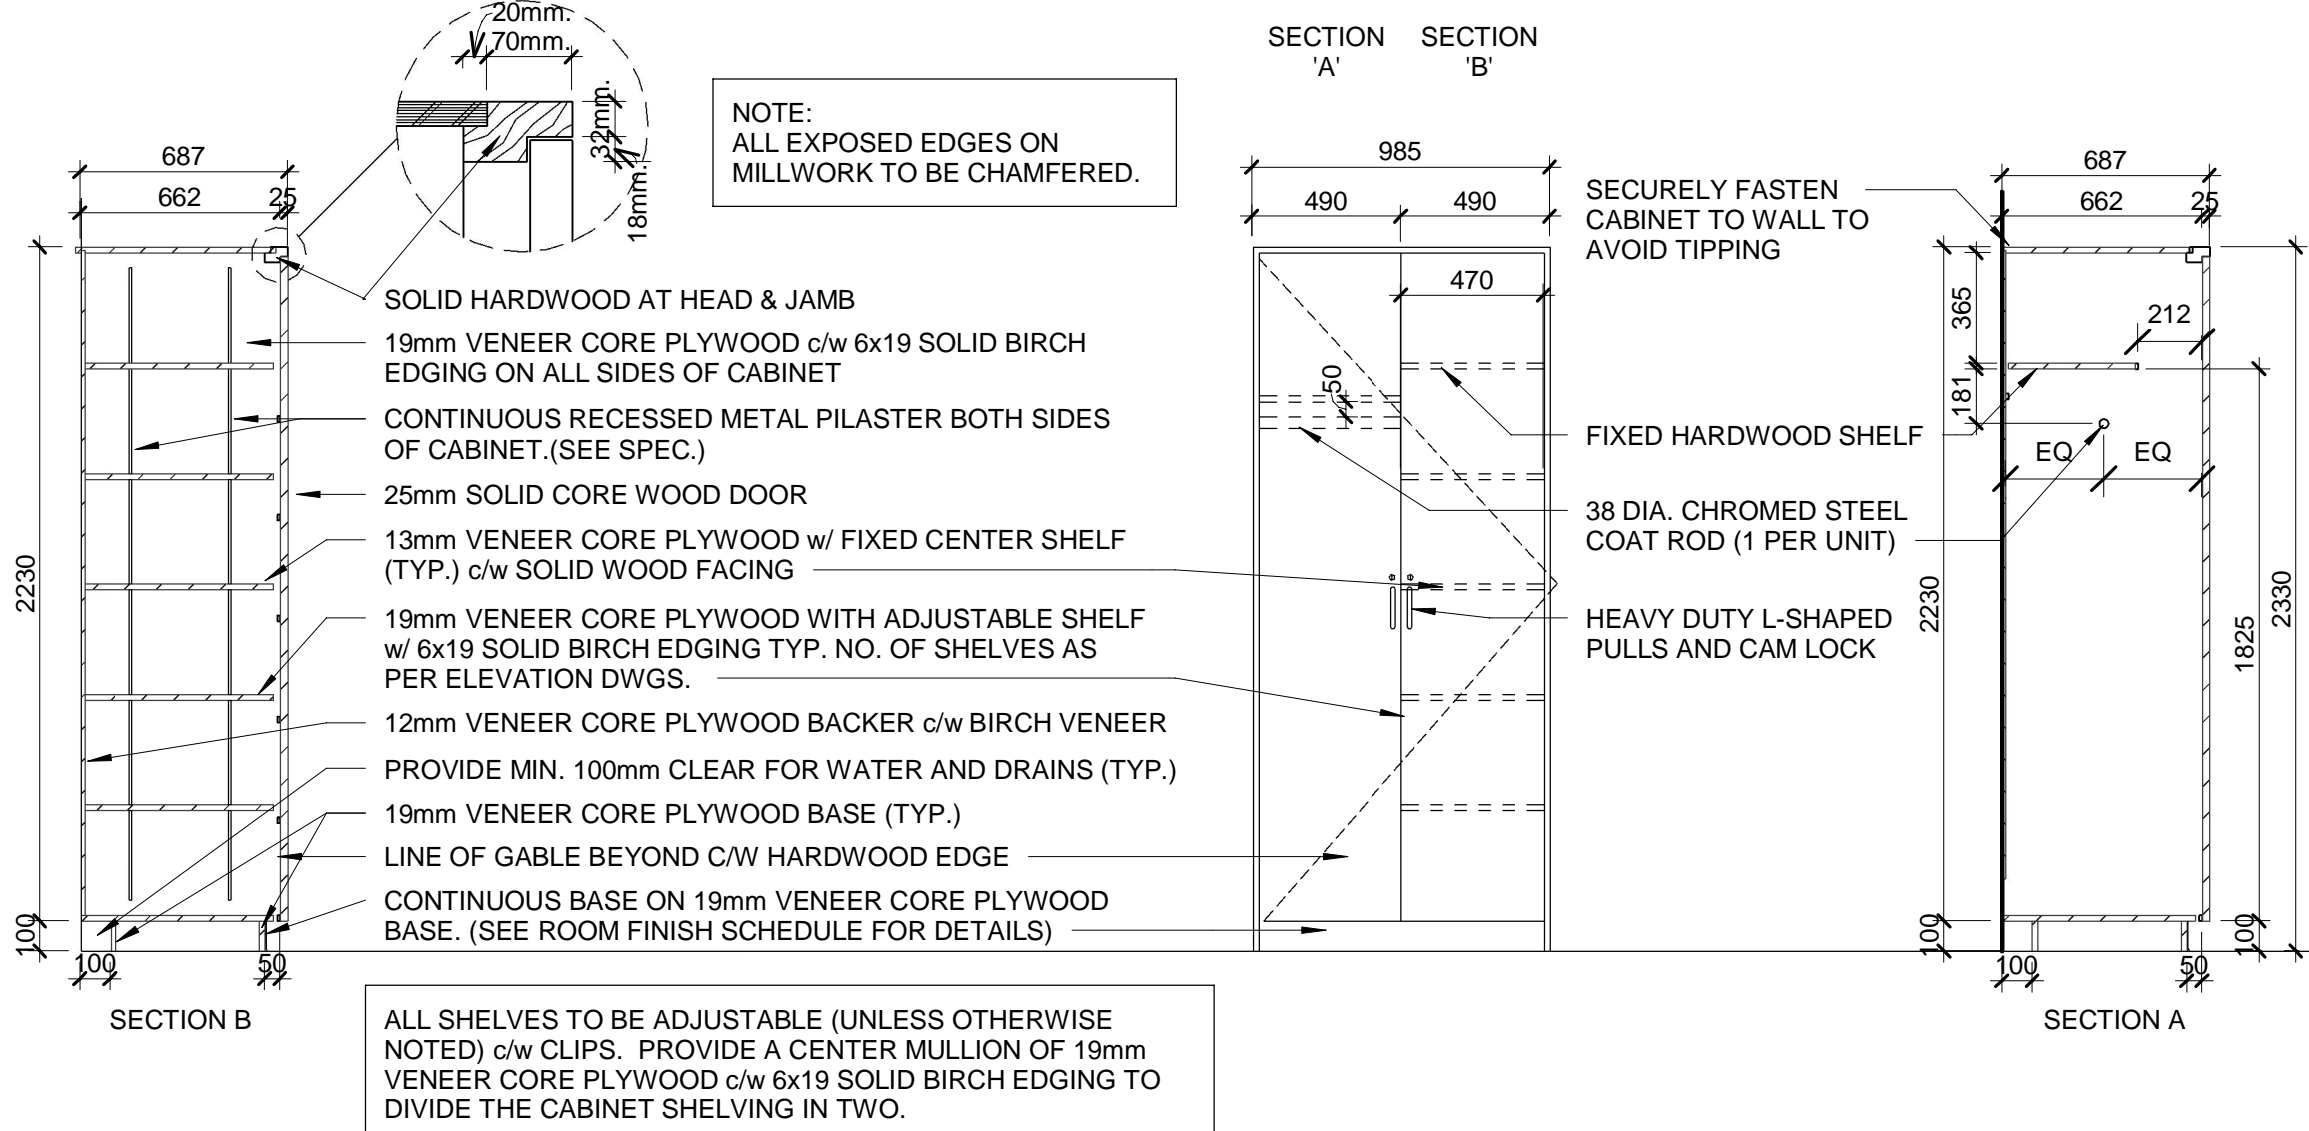 20mm.
70mm.
32mm.
18mm.
NOTE:
ALL EXPOSED EDGES ON
MILLWORK TO BE CHAMFERED.
SECTION
'A'
SECTION
'B'
687
662
25
2230
100
100
50
SECTION B
SOLID HARDWOOD AT HEAD & JAMB
19mm VENEER CORE PLYWOOD c/w 6x19 SOLID BIRCH
EDGING ON ALL SIDES OF CABINET
CONTINUOUS RECESSED METAL PILASTER BOTH SIDES
OF CABINET.(SEE SPEC.)
25mm SOLID CORE WOOD DOOR
13mm VENEER CORE PLYWOOD w/ FIXED CENTER SHELF
(TYP.) c/w SOLID WOOD FACING
19mm VENEER CORE PLYWOOD WITH ADJUSTABLE SHELF
w/ 6x19 SOLID BIRCH EDGING TYP. NO. OF SHELVES AS
PER ELEVATION DWGS.
12mm VENEER CORE PLYWOOD BACKER c/w BIRCH VENEER
PROVIDE MIN. 100mm CLEAR FOR WATER AND DRAINS (TYP.)
19mm VENEER CORE PLYWOOD BASE (TYP.)
LINE OF GABLE BEYOND C/W HARDWOOD EDGE
CONTINUOUS BASE ON 19mm VENEER CORE PLYWOOD
BASE. (SEE ROOM FINISH SCHEDULE FOR DETAILS)
ALL SHELVES TO BE ADJUSTABLE (UNLESS OTHERWISE
NOTED) c/w CLIPS. PROVIDE A CENTER MULLION OF 19mm
VENEER CORE PLYWOOD c/w 6x19 SOLID BIRCH EDGING TO
DIVIDE THE CABINET SHELVING IN TWO.
985
490
490
470
50
SECURELY FASTEN
CABINET TO WALL TO
AVOID TIPPING
FIXED HARDWOOD SHELF
38 DIA. CHROMED STEEL
COAT ROD (1 PER UNIT)
HEAVY DUTY L-SHAPED
PULLS AND CAM LOCK
687
662
25
365
212
181
EQ
EQ
2230
1825
2330
100
100
100
50
SECTION A